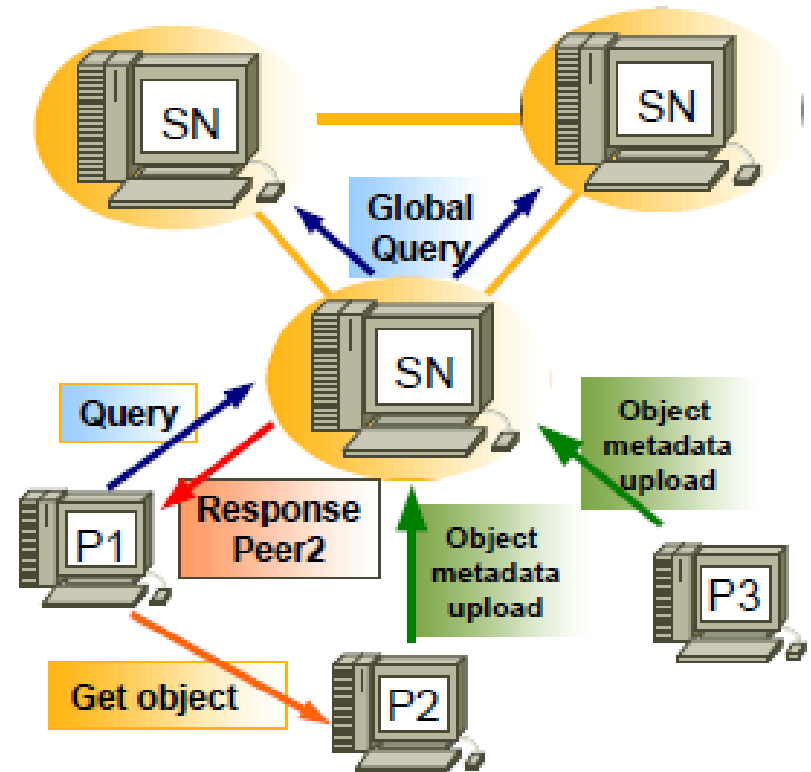 SN
SN
Global
Query
SN
Query
Object
metadata
upload
Response
Peer2
P1
Object
metadata
upload
P3
Get object
P2